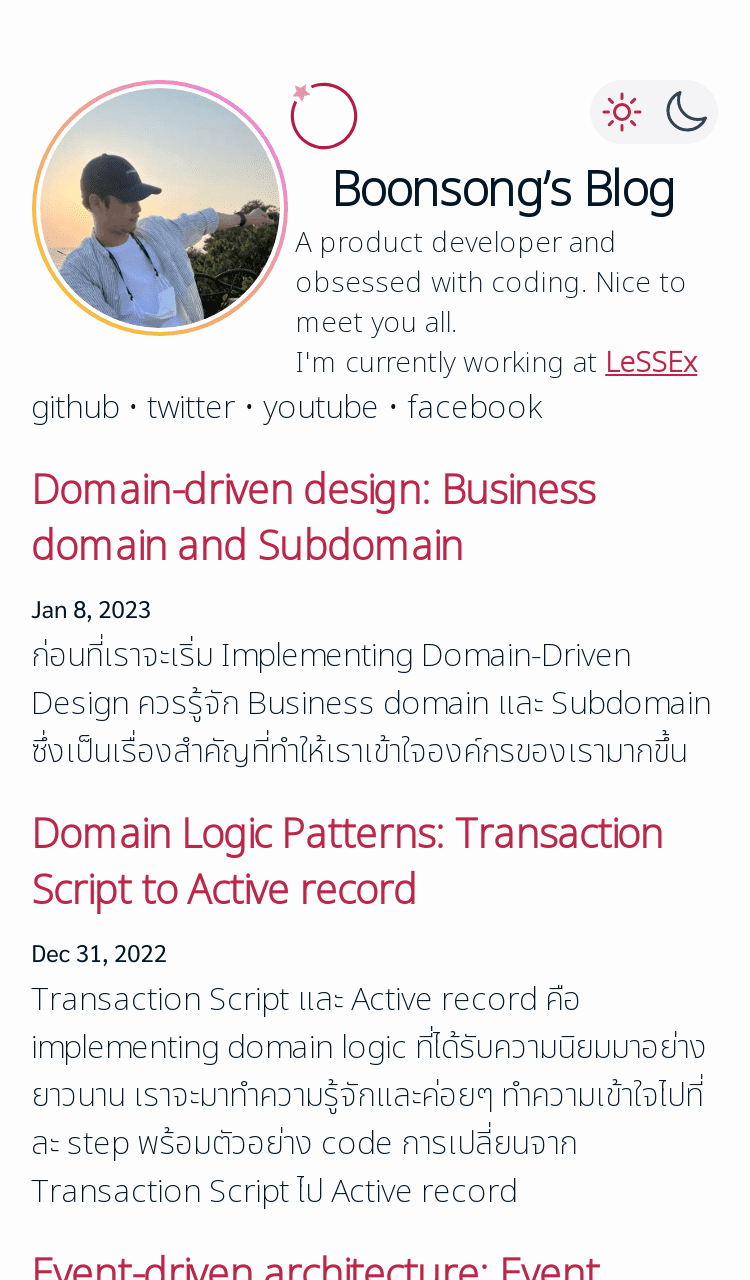 Boonsong's Blog
A product developer and
obsessed with coding. Nice to
meet you all.
I'm currently working at LeSSEx
github • twitter • youtube • facebook
Domain-driven design: Business
domain and Subdomain
Jan 8, 2023
ก่อนที่เราจะเริ่ม Implementing Domain-Driven
Design ควรรู้จัก Business domain และ Subdomain
ซึ่งเป็นเรื่องสำคัญที่ทำให้เราเข้าใจองค์กรของเรามากขึ้น
Domain Logic Patterns: Transaction
Script to Active record
Dec 31, 2022
Transaction Script และ Active record คือ
implementing domain logic ที่ได้รับความนิยมมาอย่าง
ยาวนาน เราจะมาทำความรู้จักและค่อยๆ ทำความเข้าใจไปที่
ละ step พร้อมตัวอย่าง code การเปลี่ยนจาก
Transaction Script ไป Active record
Event-driven architecture: Event